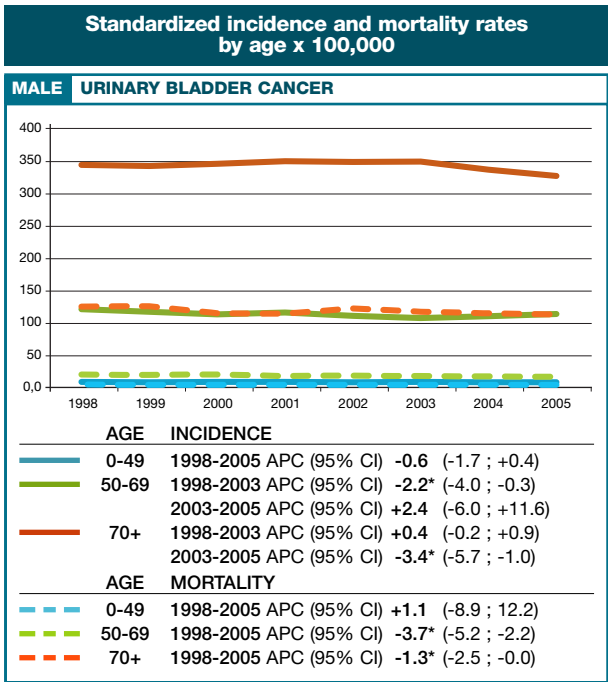 Standardized incidence and mortality rates
by age x 100,000
MALE URINARY BLADDER CANCER
400
350
300
250
200
150
100
50
0,0
1998 1999 2000 2001 2002 2003 2004 2005
AGE INCIDENCE
0-49 1998-2005 APC (95% CI) -0.6 (-1.7 ; +0.4)
50-69 1998-2003 APC (95% CI) -2.2* (-4.0 ; -0.3)
2003-2005 APC (95% CI) +2.4 (-6.0 ; +11.6)
70+ 1998-2003 APC (95% CI) +0.4 (-0.2 ; +0.9)
2003-2005 APC (95% CI) -3.4* (-5.7 ; -1.0)
AGE MORTALITY
0-49 1998-2005 APC (95% CI) +1.1 (-8.9 ; 12.2)
50-69 1998-2005 APC (95% CI) -3.7* (-5.2 ; -2.2)
70+ 1998-2005 APC (95% CI) -1.3* (-2.5 ; -0.0)